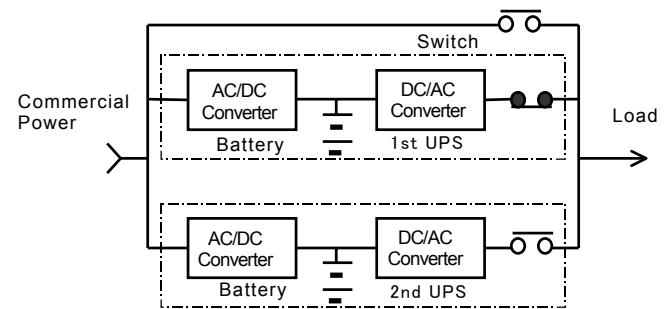 Switch
Commercial
Power
AC/DC
Converter
DC/AC
Converter
Battery
1st UPS
Load
AC/DC
Converter
DC/AC
Converter
Battery
2nd UPS